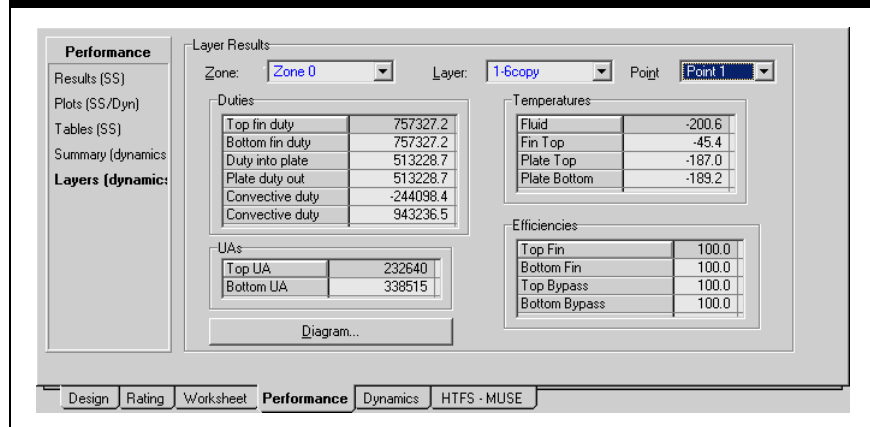 Performance
Results (SS)
Plots (SS/Dyn)
Tables (SS)
Summary (dynamics
Layers (dynamic:
Layer Results
Zone: Zone 0 Layer: 1-6copy Point Point 1
Duties
Top fin duty 757327.2
Bottom fin duty 757327.2
Duty into plate 513228.7
Plate duty out 513228.7
Convective duty -244098.4
Convective duty 943236.5
UAs
Top UA 232640
Bottom UA 338515
Diagram...
Temperatures
Fluid -200.6
Fin Top -45.4
Plate Top -187.0
Plate Bottom -189.2
Efficiencies
Top Fin 100.0
Bottom Fin 100.0
Top Bypass 100.0
Bottom Bypass 100.0
Design Rating Worksheet Performance Dynamics HTFS - MUSE